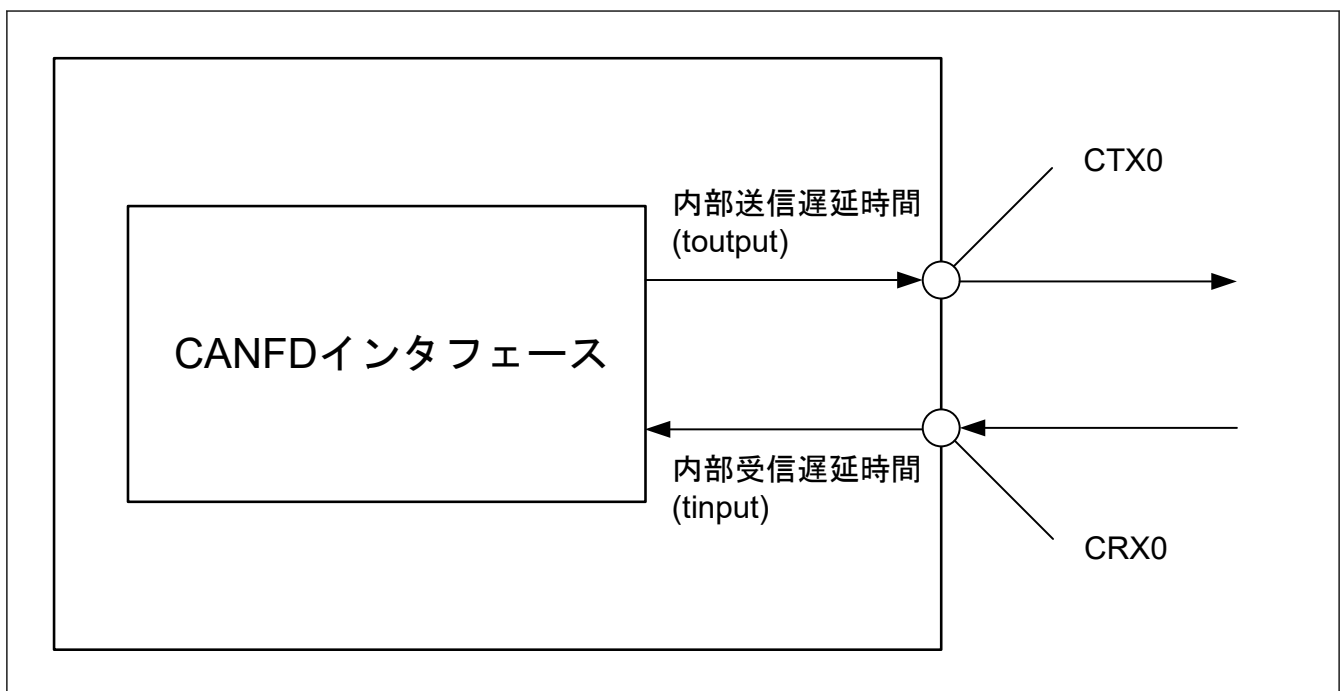 CTX0
内部送信遅延時間
(toutput)
CANFDインタフェース
内部受信遅延時間
(tinput)
CRX0